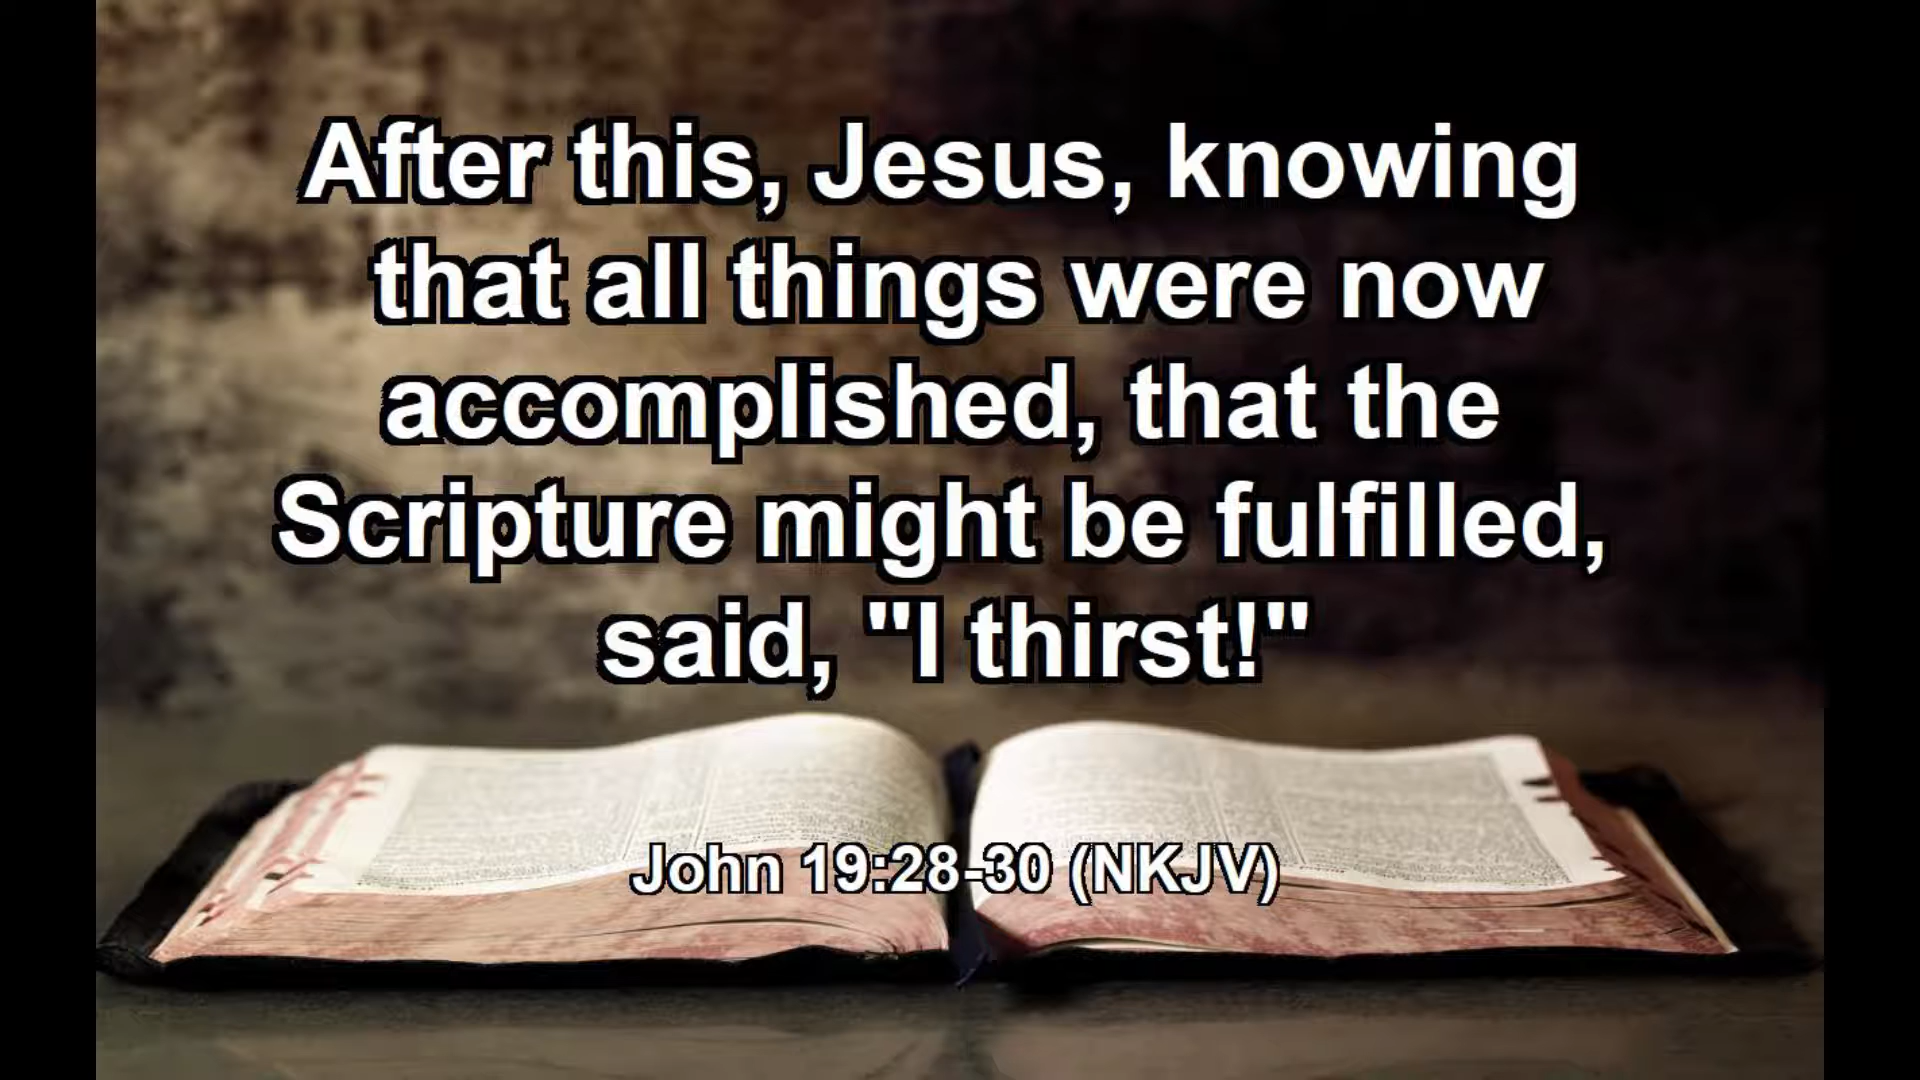 After this, Jesus, knowing
that all things were now
accomplished, that the
Scripture might be fulfilled,
said, "I thirst!"
John 19:28-30 (NKJV)